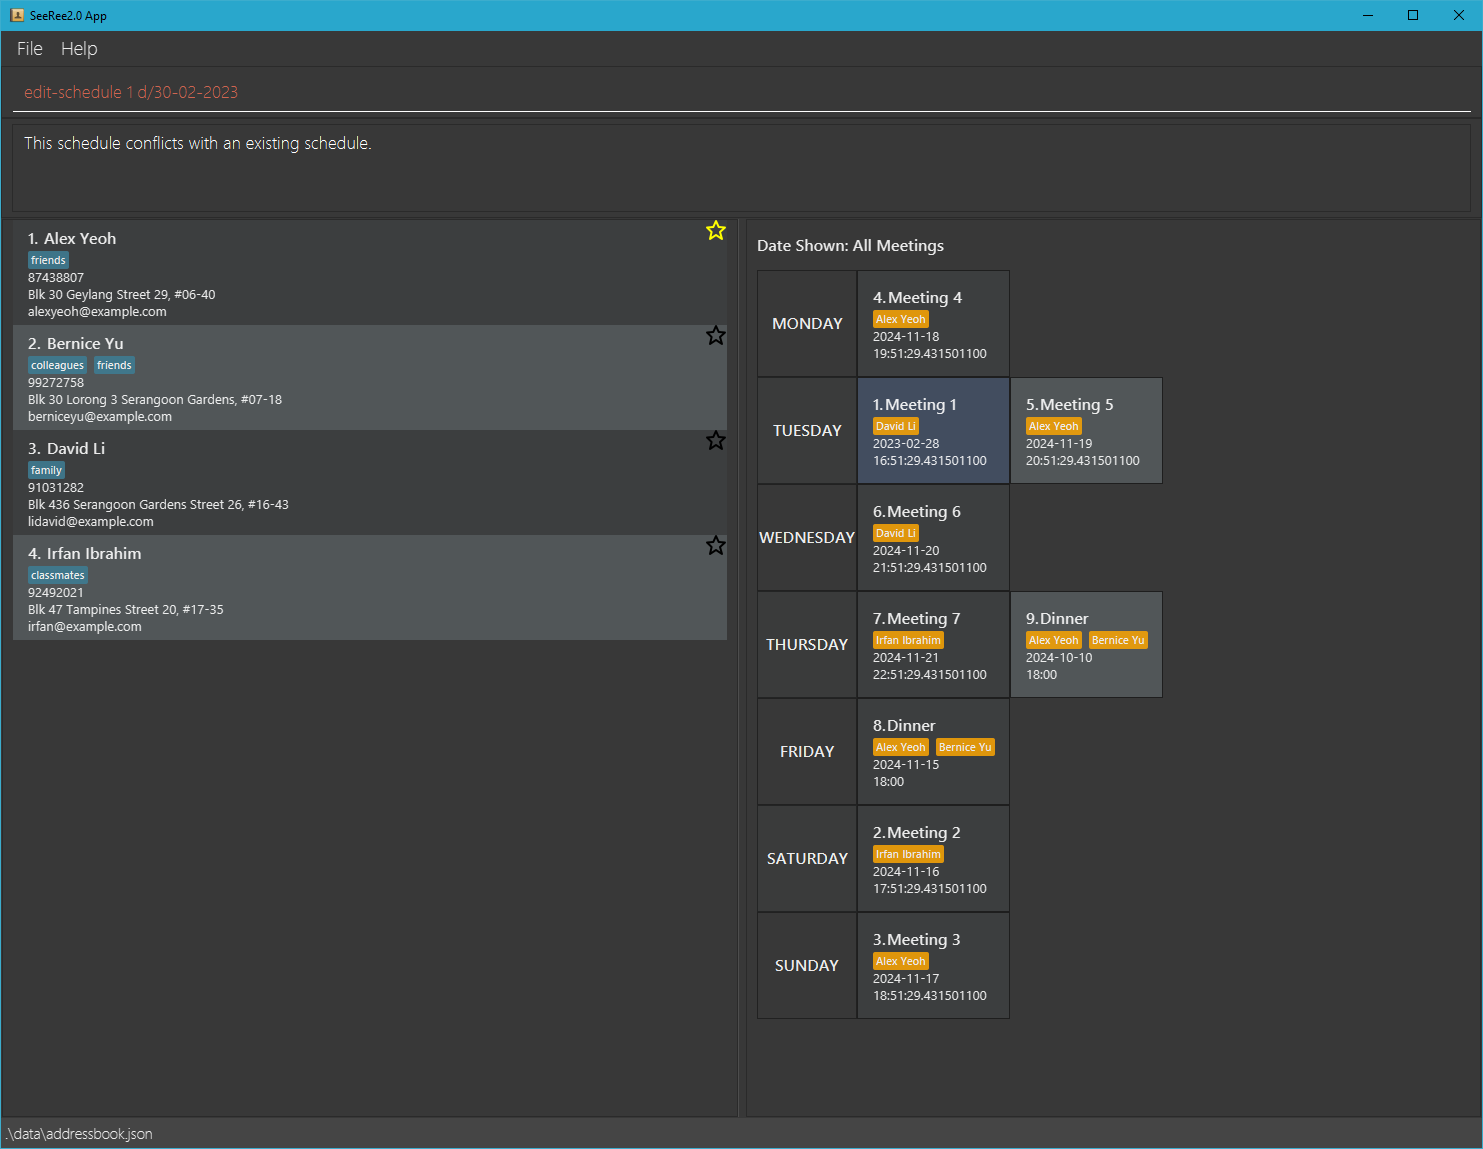 SeeRee2.0 App
File Help
edit-schedule 1 d/30-02-2023
This schedule conflicts with an existing schedule.
1. Alex Yeoh
friends
87438807
Blk 30 Geylang Street 29, #06-40
alexyeoh@example.com
2. Bernice Yu
colleagues friends
99272758
Blk 30 Lorong 3 Serangoon Gardens, #07-18
berniceyu@example.com
3. David Li
family
91031282
Blk 436 Serangoon Gardens Street 26, #16-43
lidavid@example.com
4. Irfan Ibrahim
classmates
92492021
Blk 47 Tampines Street 20, #17-35
irfan@example.com
Date Shown: All Meetings
MONDAY
4.Meeting 4
Alex Yeoh
2024-11-18
19:51:29.431501100
TUESDAY
1.Meeting 1
David Li
2023-02-28
16:51:29.431501100
5.Meeting 5
Alex Yeoh
2024-11-19
20:51:29.431501100
WEDNESDAY
6.Meeting 6
David Li
2024-11-20
21:51:29.431501100
THURSDAY
7.Meeting 7
Irfan Ibrahim
2024-11-21
22:51:29.431501100
9.Dinner
Alex Yeoh Bernice Yu
2024-10-10
18:00
FRIDAY
8.Dinner
Alex Yeoh Bernice Yu
2024-11-15
18:00
SATURDAY
2.Meeting 2
Irfan Ibrahim
2024-11-16
17:51:29.431501100
SUNDAY
3.Meeting 3
Alex Yeoh
2024-11-17
18:51:29.431501100
.\data\addressbook.json